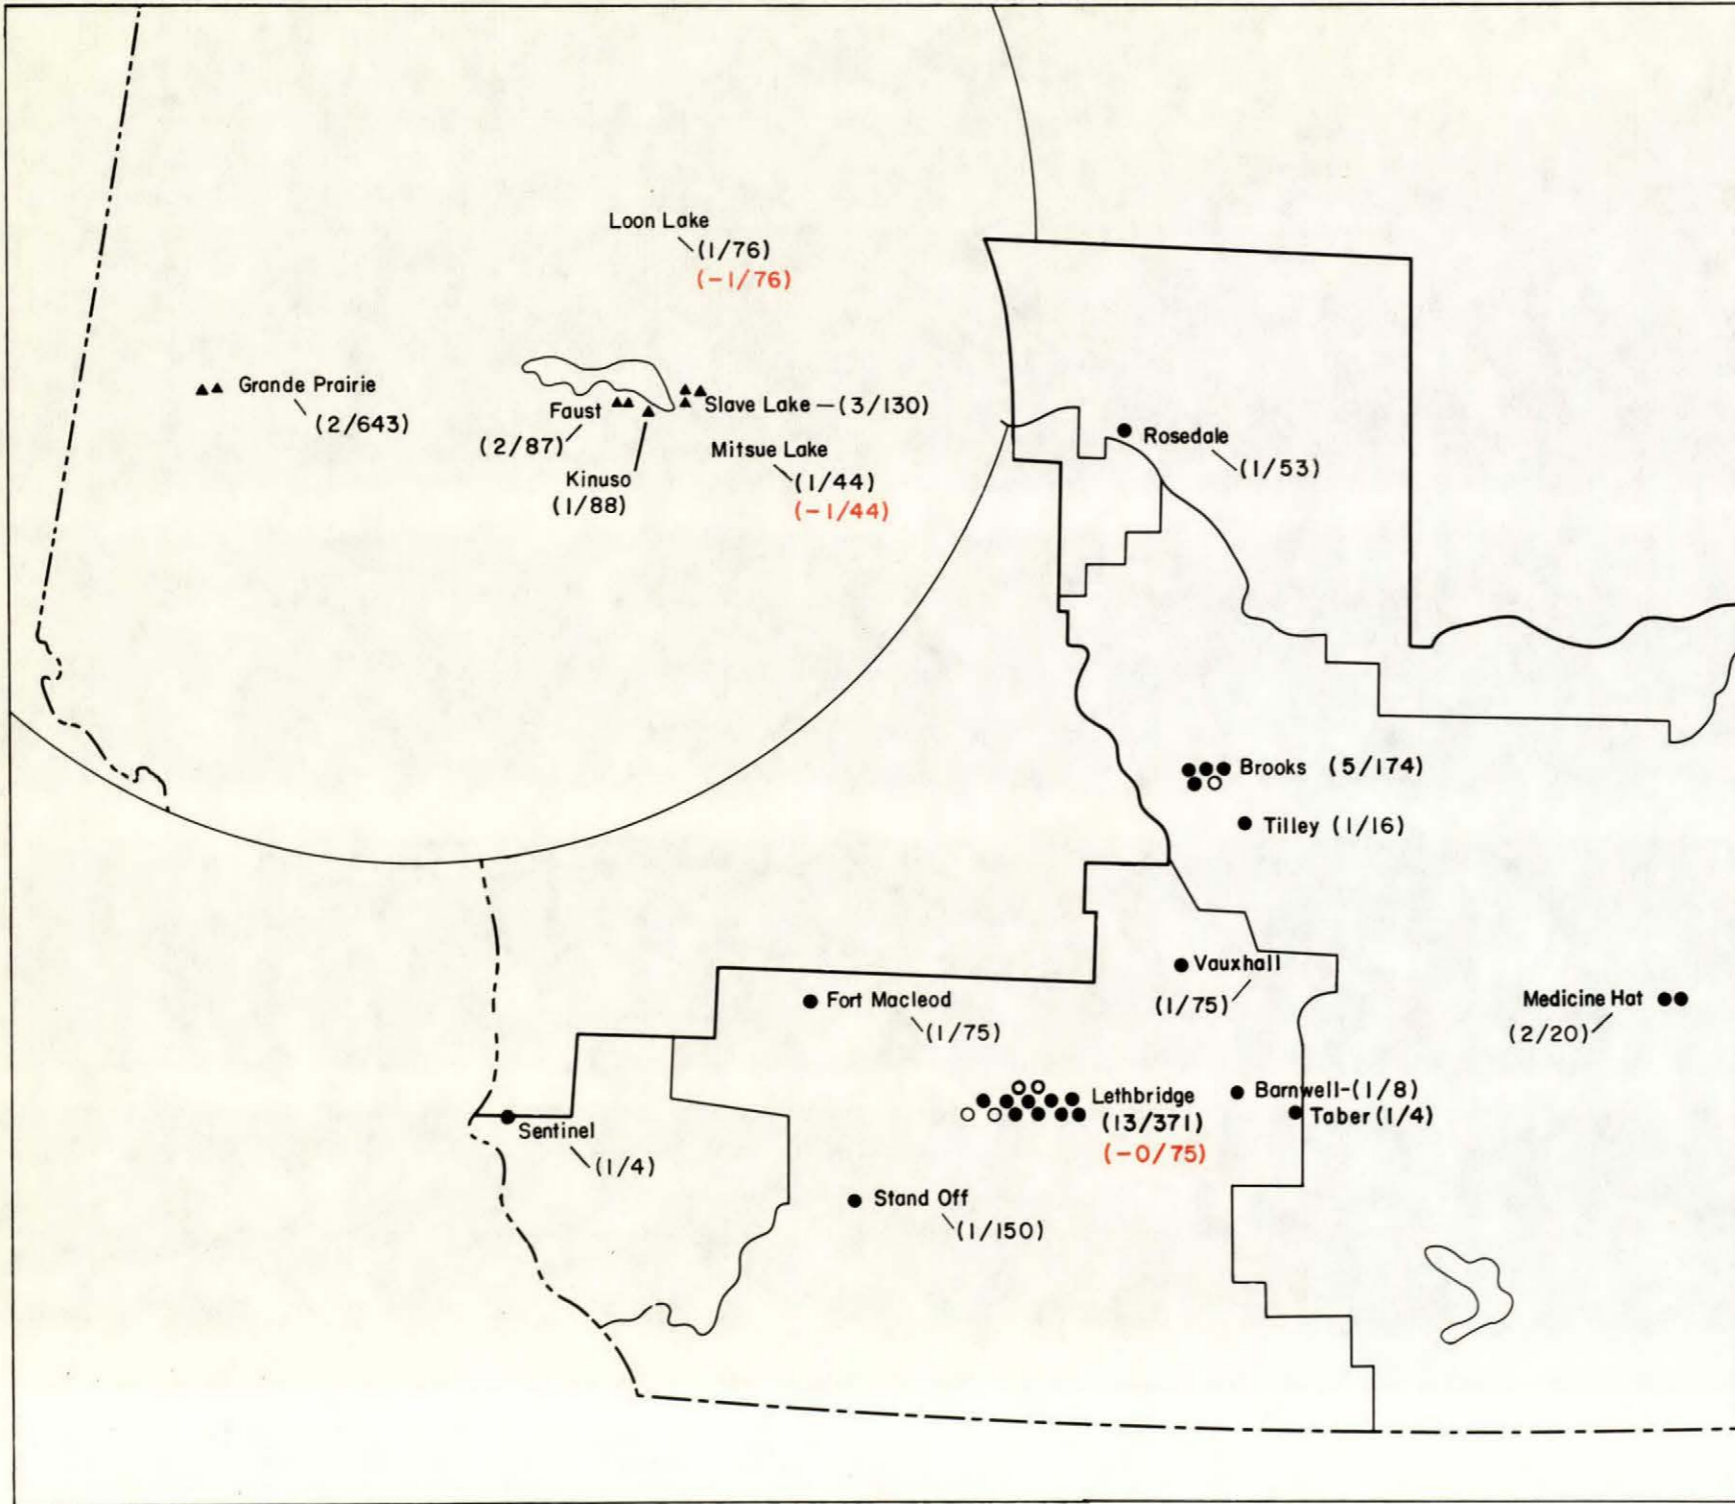 Loon Lake
(1/76)
(-1/76)
Grande Prairie
(2/643)
Faust
(2/87)
Slave Lake-(3/130)
Kinuso
(1/88)
Mitsue Lake
(1/44)
(-1/44)
Rosedale
(1/53)
Brooks (5/174)
Tilley (1/16)
Vauxhall
(1/75)
Fort Macleod
(1/75)
Medicine Hat
(2/20)
Lethbridge
(13/371)
(-0/75)
Barnwell-(1/8)
Taber (1/4)
Sentinel
(1/4)
Stand Off
(1/150)